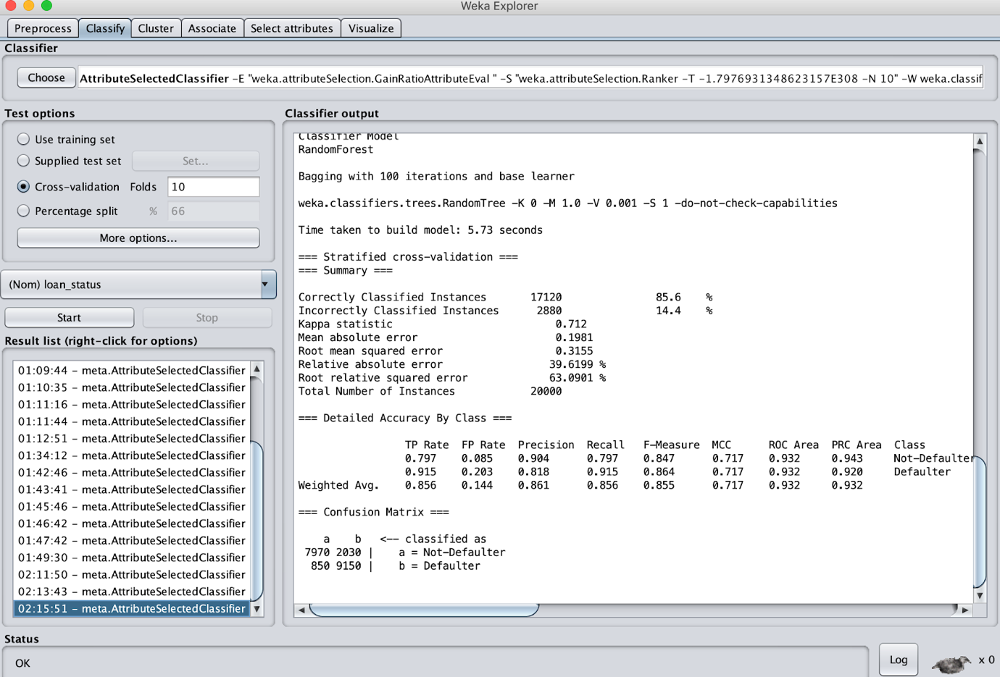 Weka Explorer
Preprocess Classify Cluster Associate Select attributes Visualize
Classifier
Choose AttributeSelectedClassifier -E "weka.attributeSelection.GainRatioAttributeEval " -S "weka.attributeSelection.Ranker -T -1.7976931348623157E308 -N 10" -W weka.classif
Test options
Use training set
Supplied test set Set...
Cross-validation Folds 10
Percentage split % 66
More options...
(Nom) loan_status
Start Stop
Result list (right-click for options)
01:09:44 - meta.AttributeSelectedClassifier
01:10:35 - meta.AttributeSelectedClassifier
01:11:16 - meta.AttributeSelectedClassifier
01:11:44 - meta.AttributeSelectedClassifier
01:12:51 - meta.AttributeSelectedClassifier
01:34:12 - meta.AttributeSelectedClassifier
01:42:46 - meta.AttributeSelectedClassifier
01:43:41 - meta.AttributeSelectedClassifier
01:45:46 - meta.AttributeSelectedClassifier
01:46:42 - meta.AttributeSelectedClassifier
01:47:42 - meta.AttributeSelectedClassifier
01:49:30 - meta.AttributeSelectedClassifier
02:11:50 - meta.AttributeSelectedClassifier
02:13:43 - meta.AttributeSelectedClassifier
02:15:51 - meta.AttributeSelectedClassifier
Classifier output
Classifier Model
RandomForest
Bagging with 100 iterations and base learner
weka.classifiers.trees.RandomTree -K 0 -M 1.0 -V 0.001 -S 1 -do-not-check-capabilities
Time taken to build model: 5.73 seconds
=== Stratified cross-validation ===
=== Summary ===
Correctly Classified Instances 17120 85.6 %
Incorrectly Classified Instances 2880 14.4 %
Kappa statistic 0.712
Mean absolute error 0.1981
Root mean squared error 0.3155
Relative absolute error 39.6199 %
Root relative squared error 63.0901 %
Total Number of Instances 20000
=== Detailed Accuracy By Class ===
TP Rate FP Rate Precision Recall F-Measure MCC ROC Area PRC Area Class
0.797 0.085 0.904 0.797 0.847 0.717 0.932 0.943 Not-Defaulter
0.915 0.203 0.818 0.915 0.864 0.717 0.932 0.920 Defaulter
Weighted Avg. 0.856 0.144 0.861 0.856 0.855 0.717 0.932 0.932
=== Confusion Matrix ===
a b <-- classified as
7970 2030 | a = Not-Defaulter
850 9150 | b = Defaulter
Status
OK
Log x 0